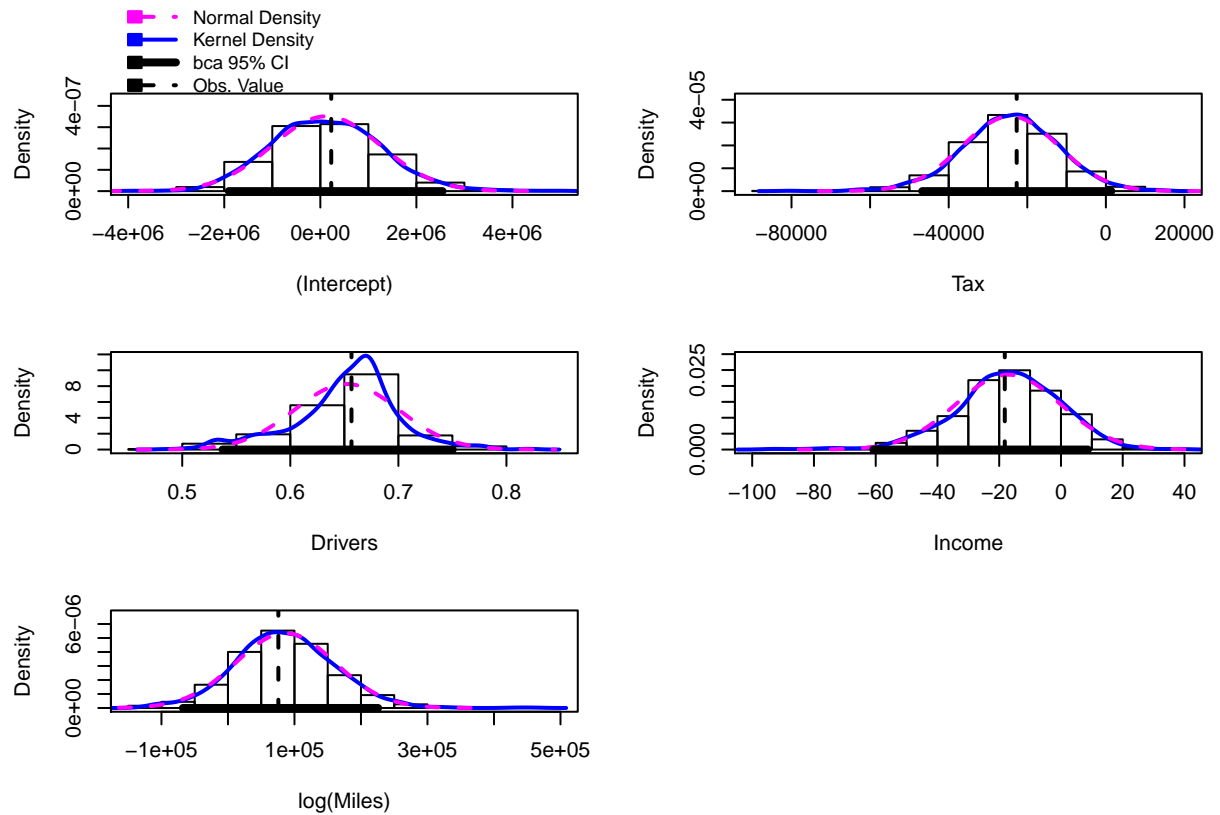 Normal Density
Kernel Density
bca 95% CI
Obs. Value
Density
0e+00 4e−07
−4e+06 −2e+06 0e+00 2e+06 4e+06
(Intercept)
Density
0e+00 4e−05
−80000 −40000 0 20000
Tax
Density
0 4 8
0.5 0.6 0.7 0.8
Drivers
Density
0.000 0.025
−100 −80 −60 −40 −20 0 20 40
Income
Density
0e+00 6e−06
−1e+05 1e+05 3e+05 5e+05
log(Miles)